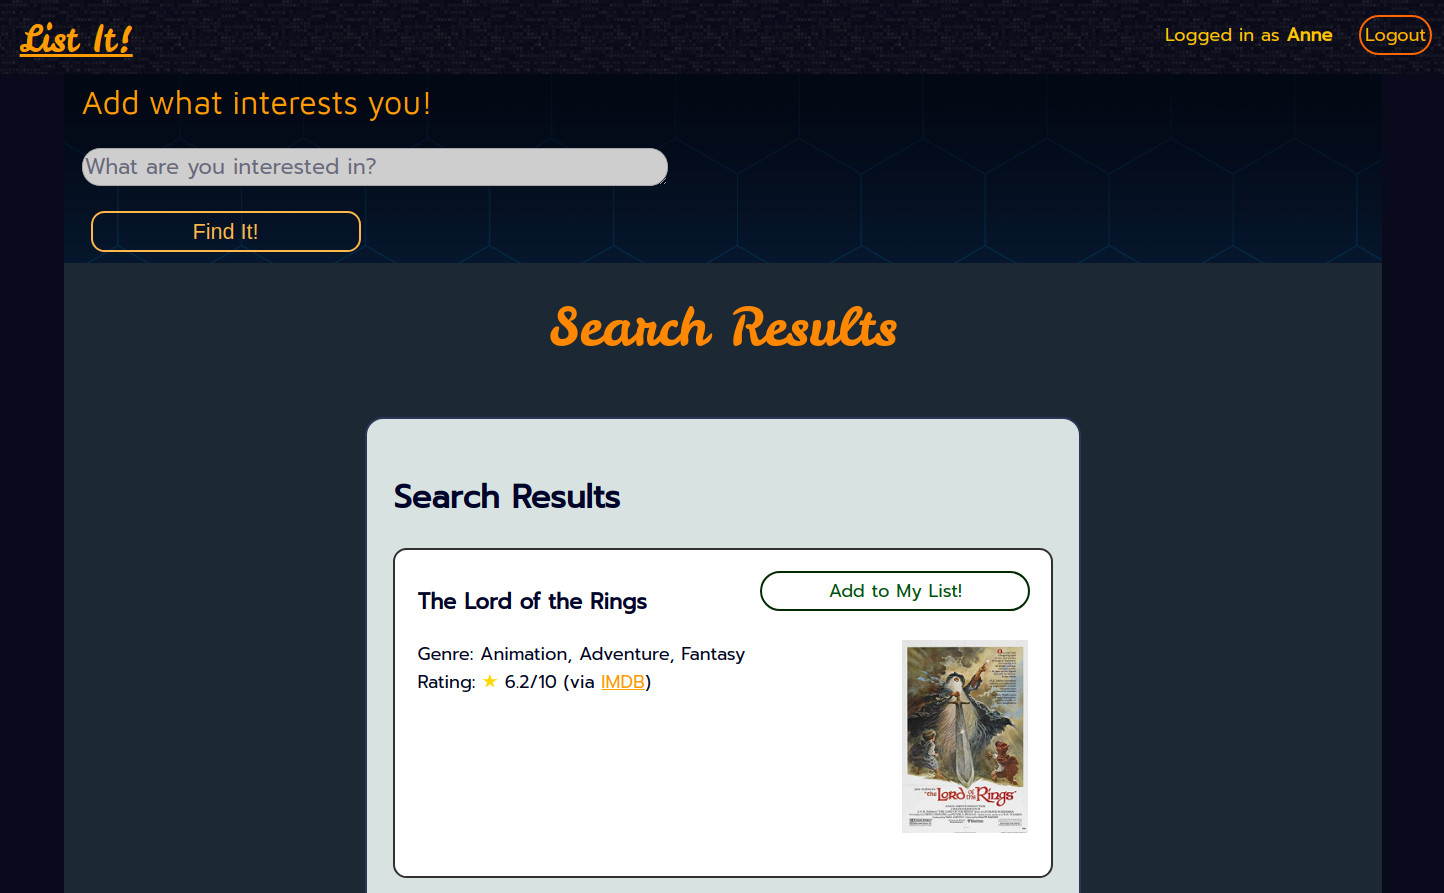 List It!
Logged in as Anne
Logout
Add what interests you!
What are you interested in?
Find It!
Search Results
Search Results
The Lord of the Rings
Add to My List!
Genre: Animation, Adventure, Fantasy
Rating: ★ 6.2/10 (via IMDB)
"the Lord of the Rings"